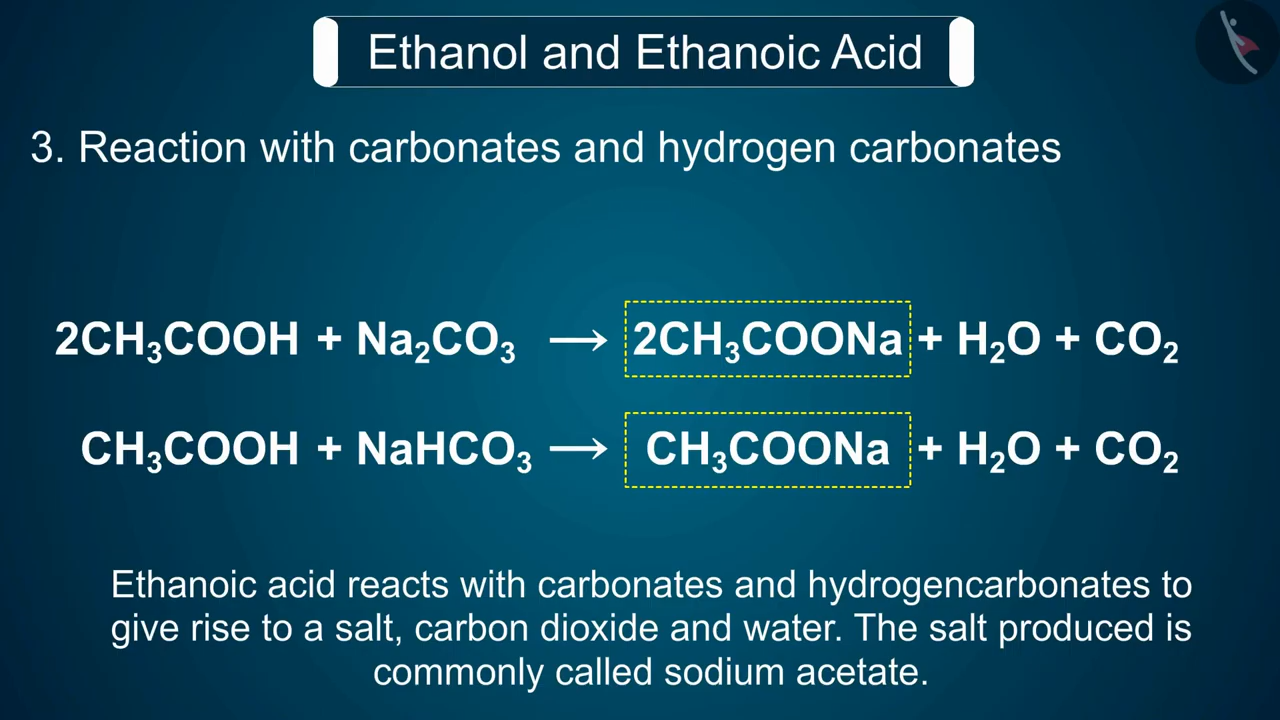 Ethanol and Ethanoic Acid
3. Reaction with carbonates and hydrogen carbonates
2CH₃COOH + Na₂CO₃ ⟶ 2CH₃COONa + H₂O + CO₂
CH₃COOH + NaHCO₃ ⟶ CH₃COONa + H₂O + CO₂
Ethanoic acid reacts with carbonates and hydrogencarbonates to
give rise to a salt, carbon dioxide and water. The salt produced is
commonly called sodium acetate.